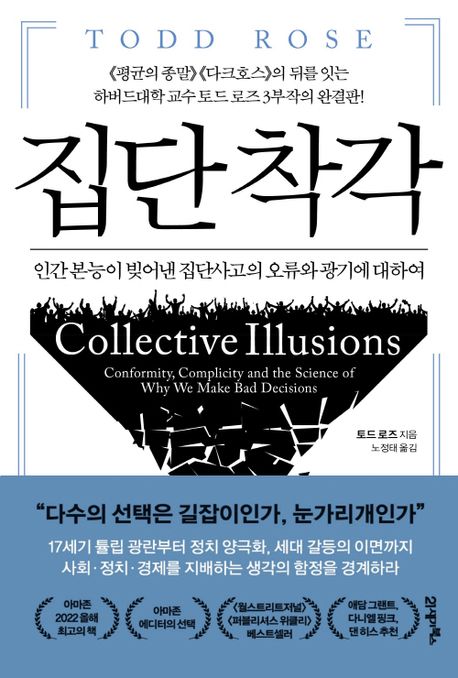 TODD ROSE
《평균의 종말》《다크호스》의 뒤를 잇는
하버드대학 교수 토드 로즈 3부작의 완결판!
집단 착각
인간 본능이 빚어낸 집단사고의 오류와 광기에 대하여
Collective Illusions
Conformity, Complicity and the Science of
Why We Make Bad Decisions
토드 로즈 지음
노정태 옮김
“다수의 선택은 길잡이인가, 눈가리개인가”
17세기 튤립 광란부터 정치 양극화, 세대 갈등의 이면까지
사회·정치·경제를 지배하는 생각의 함정을 경계하라
아마존
2022 올해
최고의 책
아마존
에디터의 선택
《월스트리트저널》
《퍼블리셔스 위클리》
베스트셀러
애덤 그랜트,
다니엘 핑크,
댄 히스 추천
21세기북스